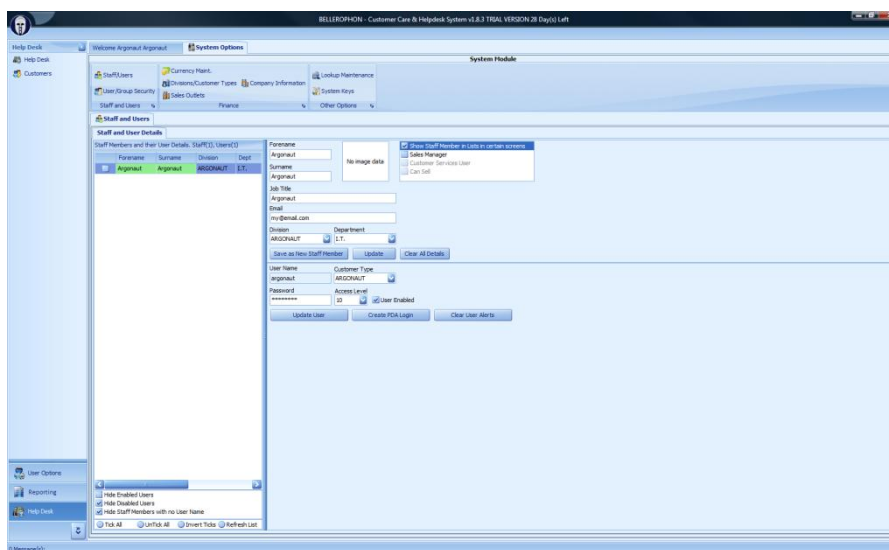 BELLEROPHON - Customer Care & Helpdesk System v1.8.3 TRIAL VERSION 28 Day(s) Left
Help Desk
Help Desk
Customers
User Options
Reporting
Help Desk
Welcome Argonaut Argonaut
System Options
System Module
Staff/Users
User/Group Security
Staff and Users
Currency Maint.
Divisions/Customer Types
Company Information
Sales Outlets
Finance
Lookup Maintenance
System Keys
Other Options
Staff and Users
Staff and User Details
Staff Members and their User Details. Staff(1), Users(1)
Forename Surname Division Dept
Argonaut Argonaut ARGONAUT I.T.
Hide Enabled Users
Hide Disabled Users
Hide Staff Members with no User Name
Tick All UnTick All Invert Ticks Refresh List
Forename
Argonaut
Surname
Argonaut
No image data
Show Staff Member in Lists in certain screens
Sales Manager
Customer Services User
Can Sell
Job Title
Argonaut
Email
my@email.com
Division Department
ARGONAUT I.T.
Save as New Staff Member Update Clear All Details
User Name Customer Type
argonaut ARGONAUT
Password Access Level
******** 10 User Enabled
Update User Create PDA Login Clear User Alerts
0 Message(s)